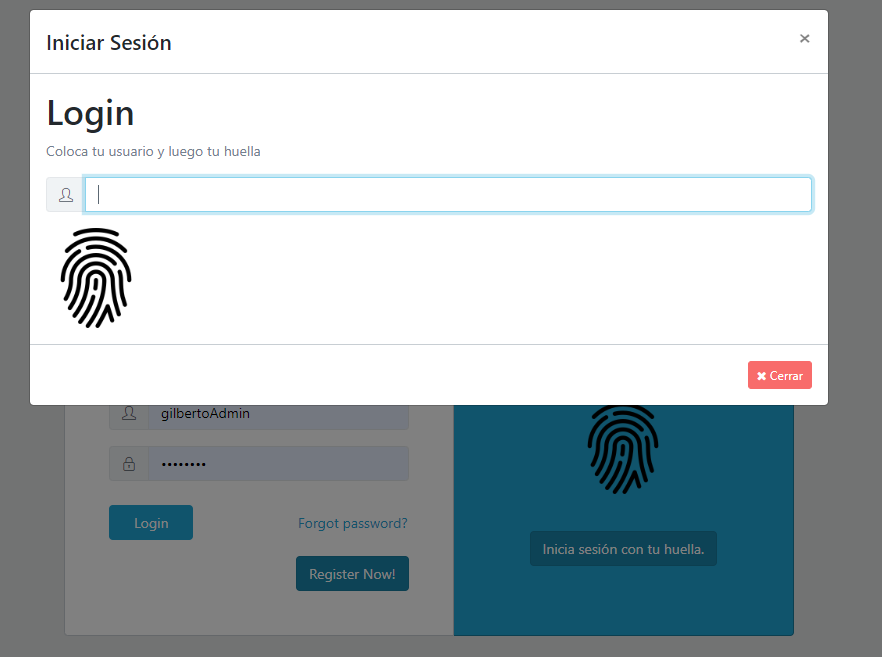 Iniciar Sesión
×
Login
Coloca tu usuario y luego tu huella
✖ Cerrar
gilbertoAdmin
••••••••
Login
Forgot password?
Register Now!
Inicia sesión con tu huella.